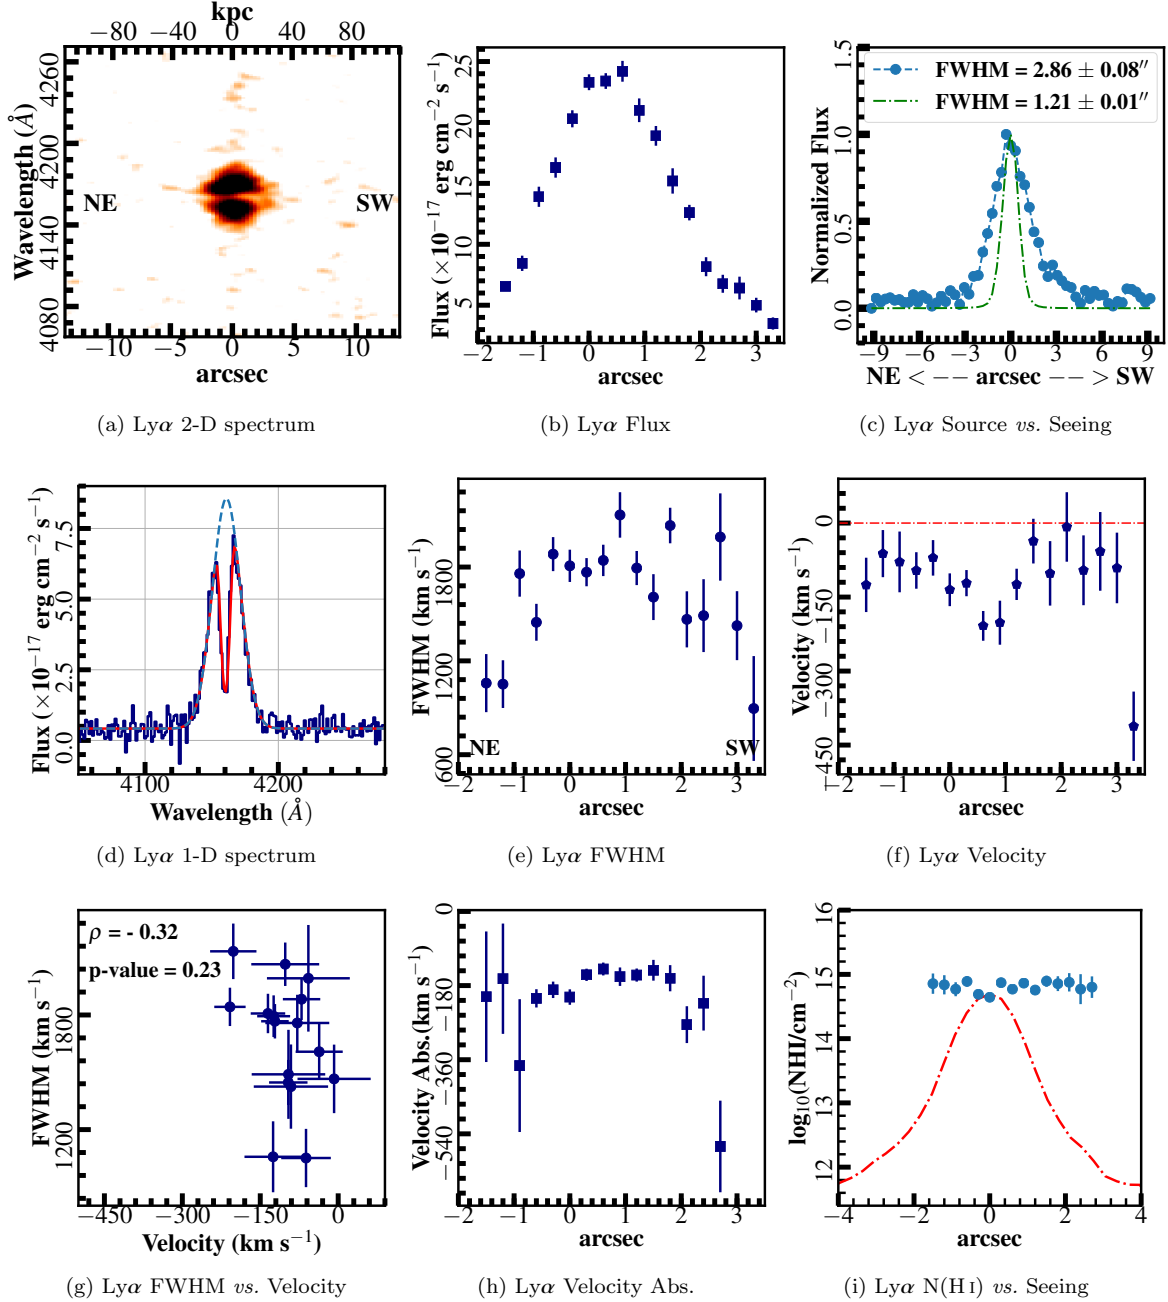 kpc
−80 −40 0 40 80
4260
4200
4140
4080
Wavelength (Å)
NE
SW
−10 −5 0 5 10
arcsec
(a) Lyα 2-D spectrum
25
20
15
10
5
Flux (×10⁻¹⁷ erg cm⁻² s⁻¹)
−2 −1 0 1 2 3
arcsec
(b) Lyα Flux
1.5
1.0
0.5
0.0
Normalized Flux
FWHM = 2.86 ± 0.08″
FWHM = 1.21 ± 0.01″
−9 −6 −3 0 3 6 9
NE < −− arcsec −− > SW
(c) Lyα Source vs. Seeing
7.5
5.0
2.5
0.0
Flux (×10⁻¹⁷ erg cm⁻² s⁻¹)
4100 4200
Wavelength (Å)
(d) Lyα 1-D spectrum
1800
1200
600
FWHM (km s⁻¹)
NE
SW
−2 −1 0 1 2 3
arcsec
(e) Lyα FWHM
0
−150
−300
−450
Velocity (km s⁻¹)
−2 −1 0 1 2 3
arcsec
(f) Lyα Velocity
ρ = - 0.32
p-value = 0.23
1800
1200
FWHM (km s⁻¹)
−450 −300 −150 0
Velocity (km s⁻¹)
(g) Lyα FWHM vs. Velocity
0
−180
−360
−540
Velocity Abs.(km s⁻¹)
−2 −1 0 1 2 3
arcsec
(h) Lyα Velocity Abs.
16
15
14
13
12
log₁₀(NHI/cm⁻²)
−4 −2 0 2 4
arcsec
(i) Lyα N(H I) vs. Seeing